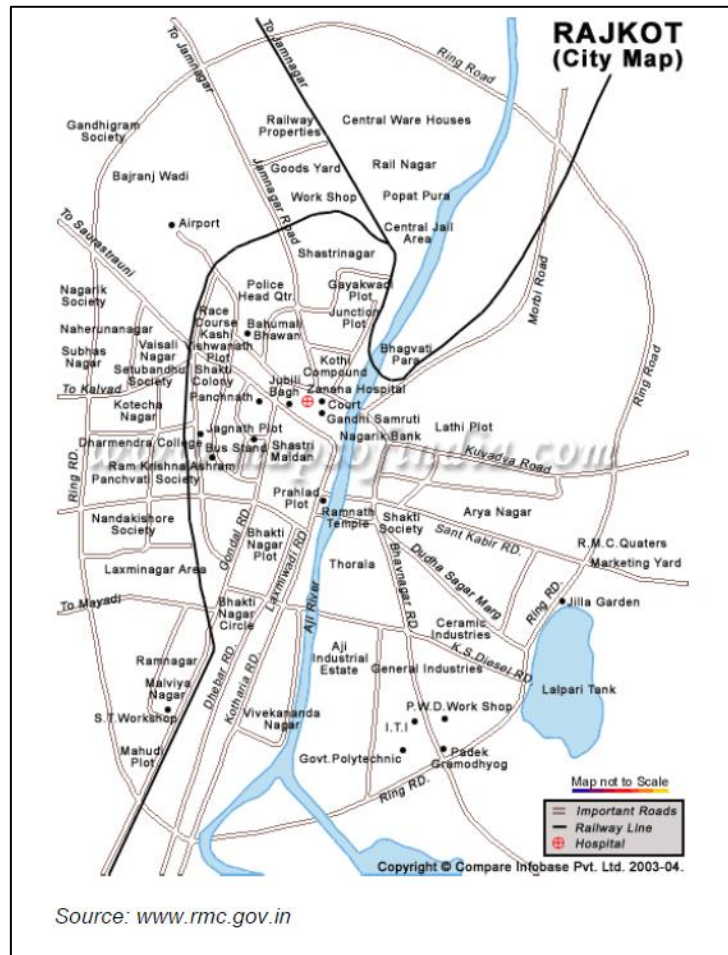 RAJKOT
(City Map)
To Jamnagar
To Jamnagar
Ring Road
Gandhigram
Society
Railway
Properties
Central Ware Houses
Bajranj Wadi
Goods Yard
Rail Nagar
Work Shop
Popat Pura
Jamnagar Road
Airport
Central Jail
Area
To Saurastrauni
Shastrinagar
Nagarik
Society
Police
Head Qtr.
Gayakwadi
Plot
Junction
Plot
Morbi Road
Race
Course
Kashi
Vishwanath
Plot
Bahumali
Bhawan
Naherunanagar
Vaisali
Nagar
Subhas
Nagar
Setubandhu
Society
Shakti
Colony
Kothi
Compound
Bhagvati
Para
Ring Road
To Kalvad
Jubili
Bagh
Zanana Hospital
Panchnath
Court
Kotecha
Nagar
Gandhi Samruti
Jagnath Plot
Nagarik Bank
Lathi Plot
Dharmendra College
Bus Stand
Shastri
Maidan
www.mapsofindia.com
Kuvadva Road
Ram Krishna Ashram
Ring RD.
Panchvati Society
Prahlad
Plot
Ramnath
Temple
Shakti
Society
Arya Nagar
Nandakishore
Society
Gondal RD.
Bhakti
Nagar
Plot
Laxmiwadi RD
Sant Kabir RD.
R.M.C.Quaters
Marketing Yard
Laxminagar Area
Thorala
Bhavnagar RD
Dudha Sagar Marg
Ring RD.
Jilla Garden
To Mayadi
Bhakti
Nagar
Circle
Aji River
Ceramic
Industries
Aji
Industrial
Estate
K.S.Diesel RD
Ramnagar
General Industries
Dhebar RD.
Kotharia RD.
Malviya
Nagar
Lalpari Tank
S.T.Workshop
Vivekananda
Nagar
P.W.D.Work Shop
I.T.I
Mahudi
Plot
Govt.Polytechnic
Padek
Gramodhyog
Ring RD.
Map not to Scale
Important Roads
Railway Line
Hospital
Copyright © Compare Infobase Pvt. Ltd. 2003-04.
Source: www.rmc.gov.in